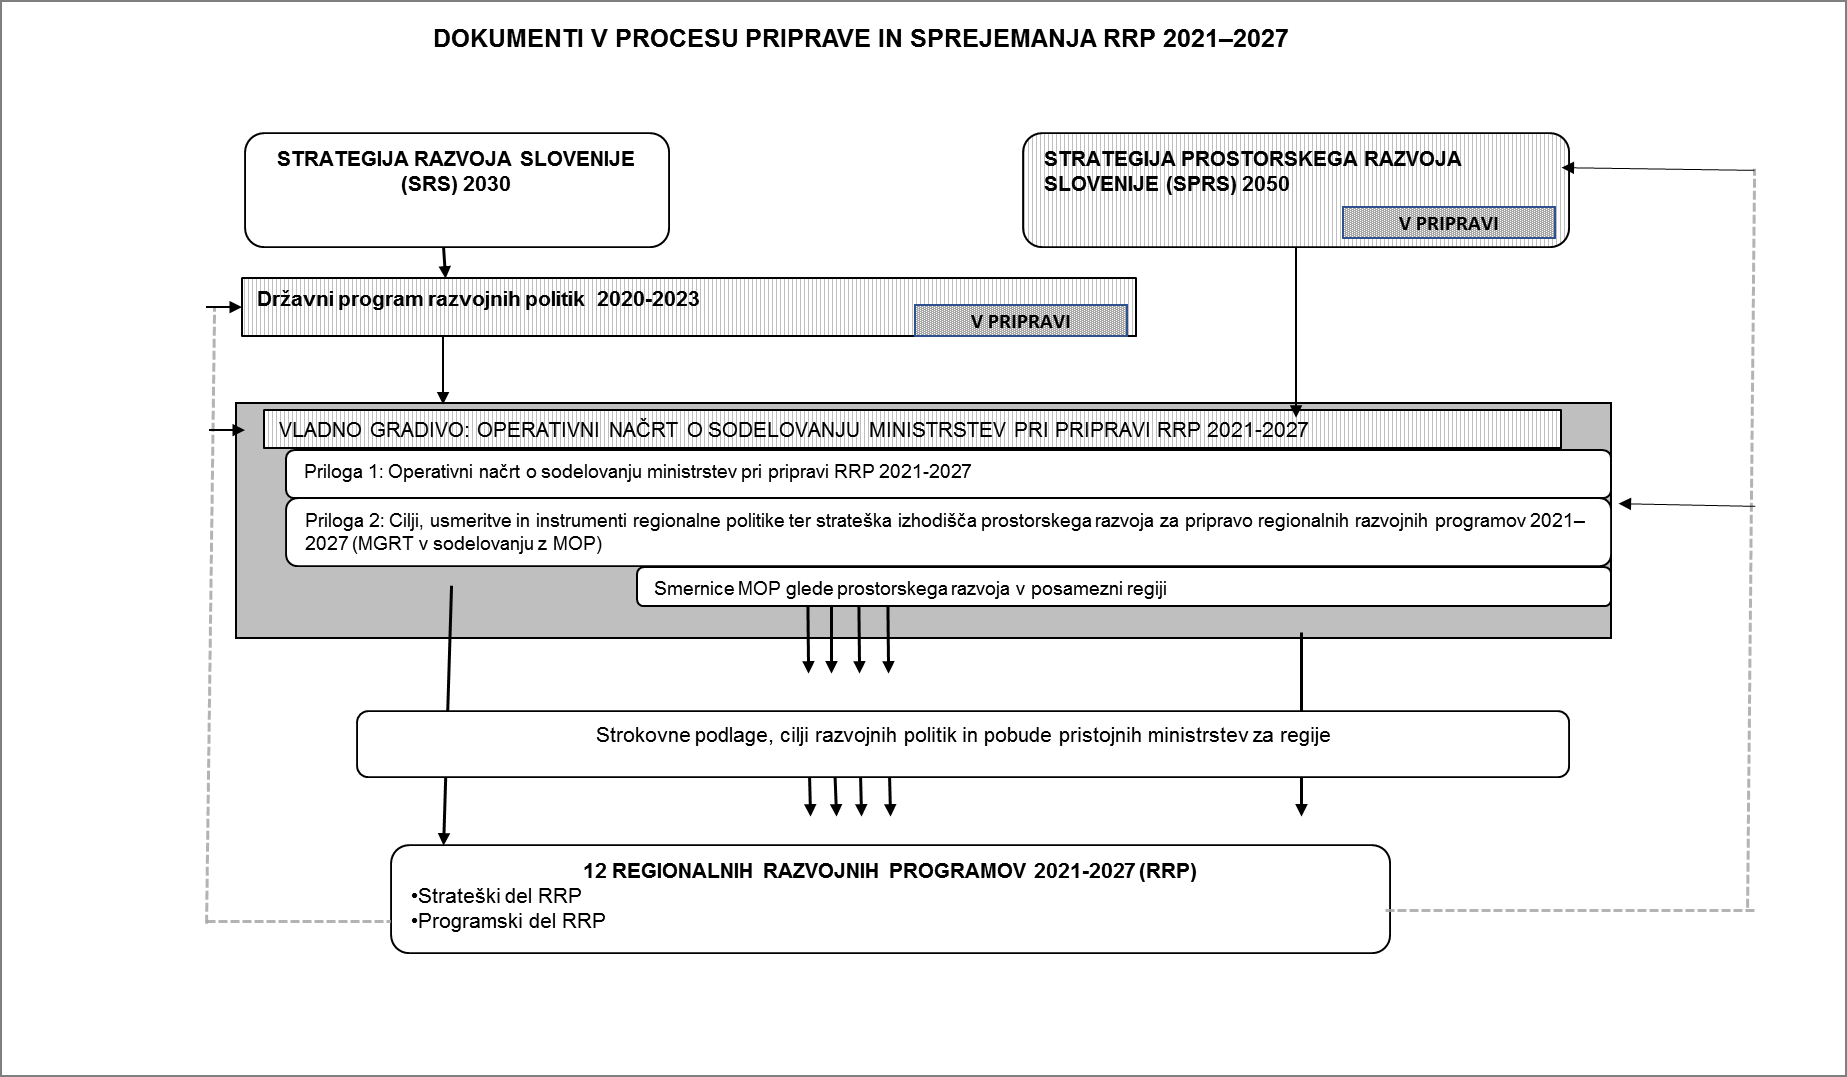 DOKUMENTI V PROCESU PRIPRAVE IN SPREJEMANJA RRP 2021–2027
STRATEGIJA RAZVOJA SLOVENIJE
(SRS) 2030
STRATEGIJA PROSTORSKEGA RAZVOJA
SLOVENIJE (SPRS) 2050
V PRIPRAVI
Državni program razvojnih politik 2020-2023
V PRIPRAVI
VLADNO GRADIVO: OPERATIVNI NAČRT O SODELOVANJU MINISTRSTEV PRI PRIPRAVI RRP 2021-2027
Priloga 1: Operativni načrt o sodelovanju ministrstev pri pripravi RRP 2021-2027
Priloga 2: Cilji, usmeritve in instrumenti regionalne politike ter strateška izhodišča prostorskega razvoja za pripravo regionalnih razvojnih programov 2021–
2027 (MGRT v sodelovanju z MOP)
Smernice MOP glede prostorskega razvoja v posamezni regiji
Strokovne podlage, cilji razvojnih politik in pobude pristojnih ministrstev za regije
12 REGIONALNIH RAZVOJNIH PROGRAMOV 2021-2027 (RRP)
•Strateški del RRP
•Programski del RRP